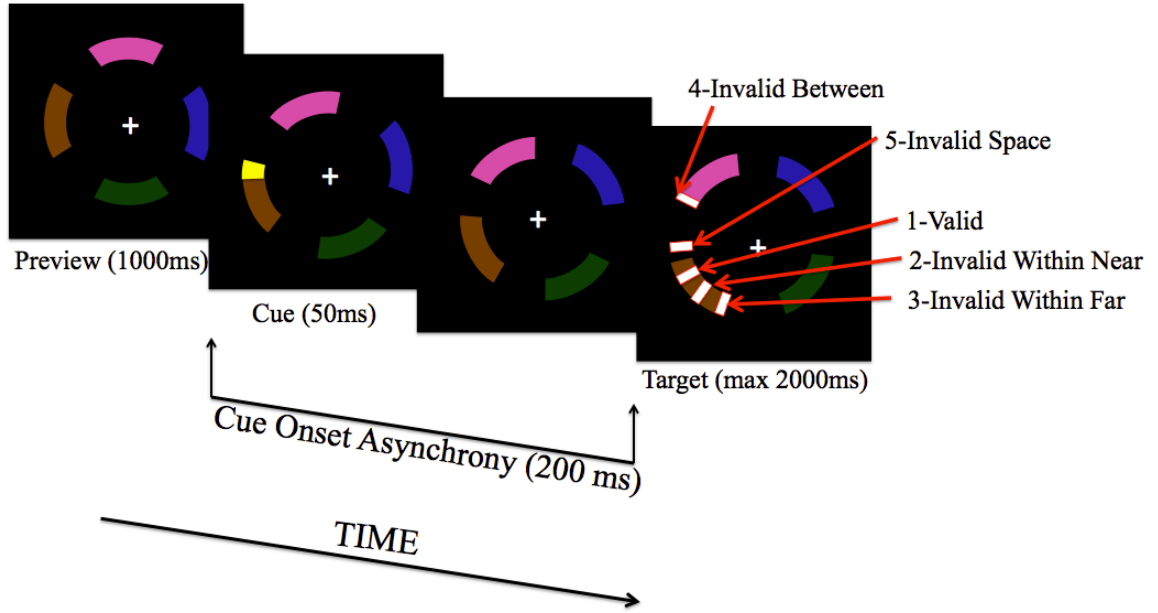 4-Invalid Between
5-Invalid Space
1-Valid
2-Invalid Within Near
3-Invalid Within Far
Preview (1000ms)
Cue (50ms)
Target (max 2000ms)
Cue Onset Asynchrony (200 ms)
TIME